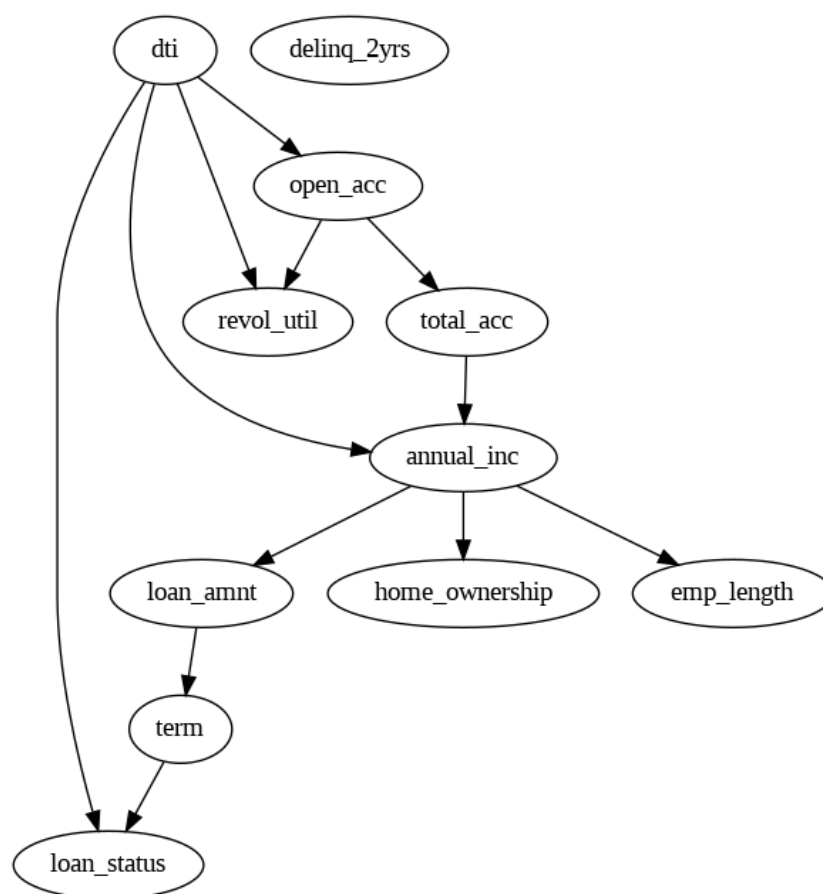 dti
delinq_2yrs
open_acc
revol_util
total_acc
annual_inc
loan_amnt
home_ownership
emp_length
term
loan_status